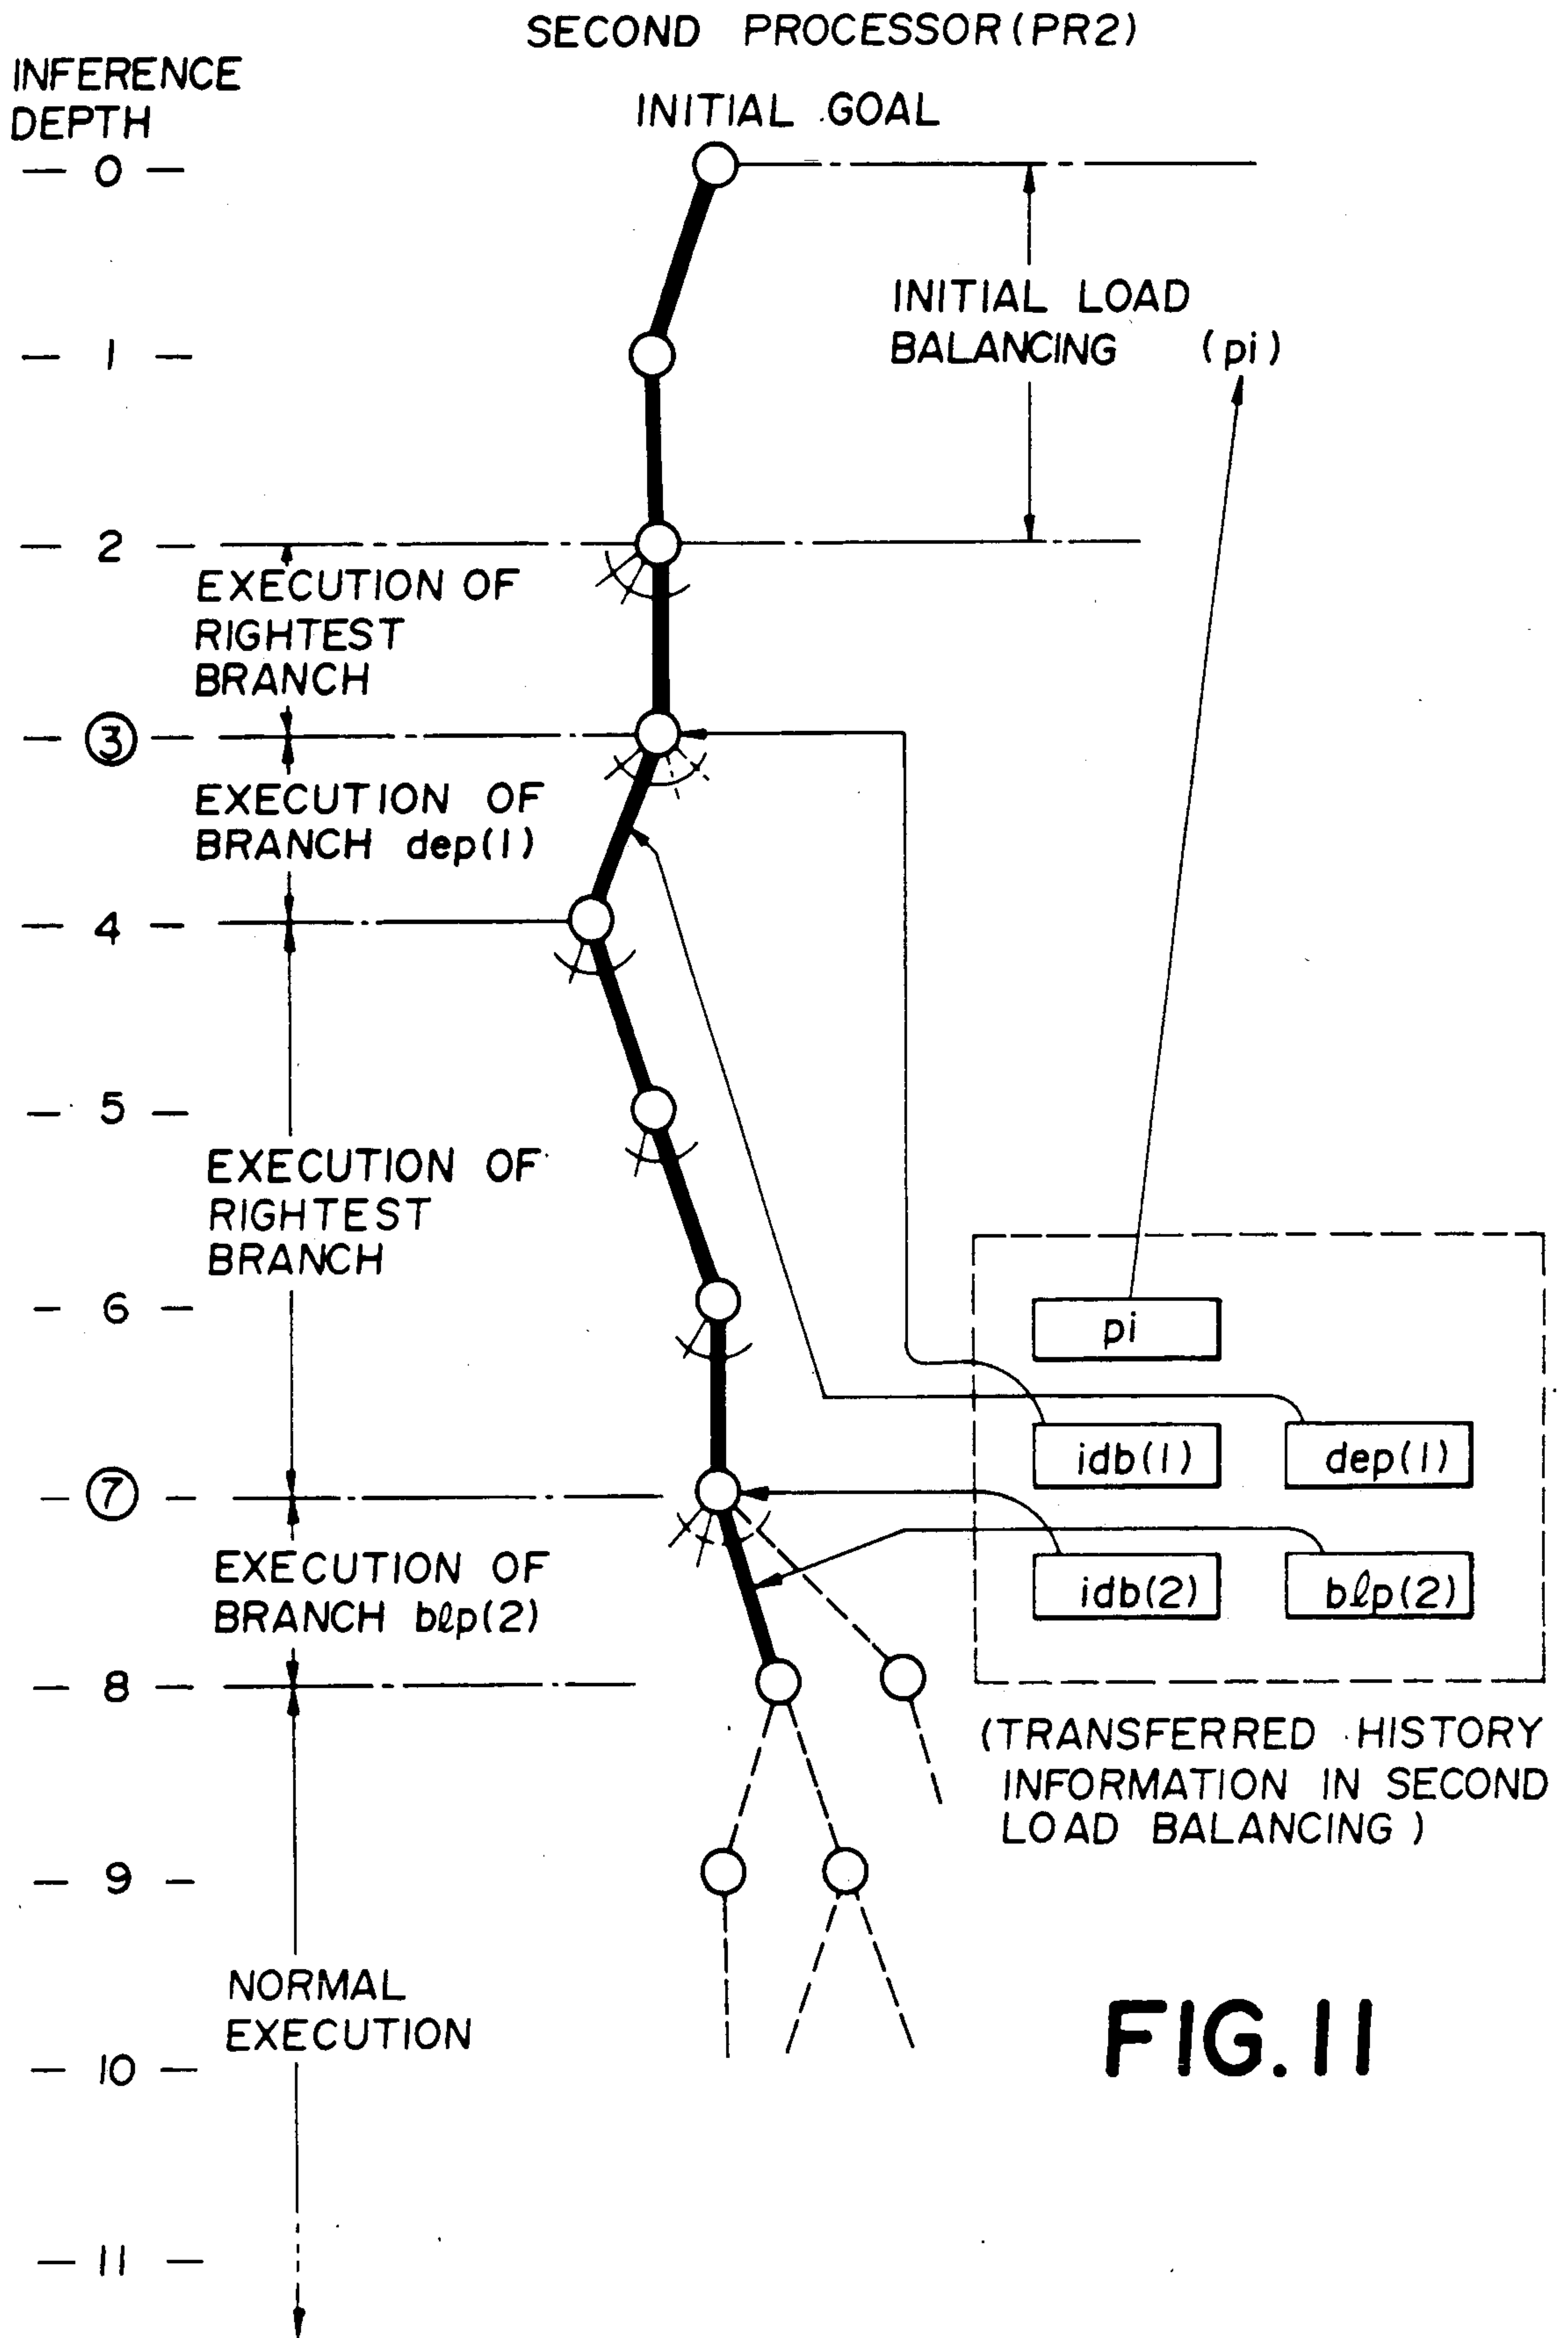 SECOND PROCESSOR (PR2)
INFERENCE
DEPTH
INITIAL GOAL
— 0 —
INITIAL LOAD
BALANCING (pi)
— 1 —
— 2 —
EXECUTION OF
RIGHTEST
BRANCH
— ③ —
EXECUTION OF
BRANCH dep(1)
— 4 —
— 5 —
EXECUTION OF
RIGHTEST
BRANCH
— 6 —
pi
idb(1) dep(1)
— ⑦ —
EXECUTION OF
BRANCH bℓp(2)
idb(2) bℓp(2)
— 8 —
(TRANSFERRED HISTORY
INFORMATION IN SECOND
LOAD BALANCING)
— 9 —
NORMAL
EXECUTION
FIG. 11
— 10 —
— 11 —